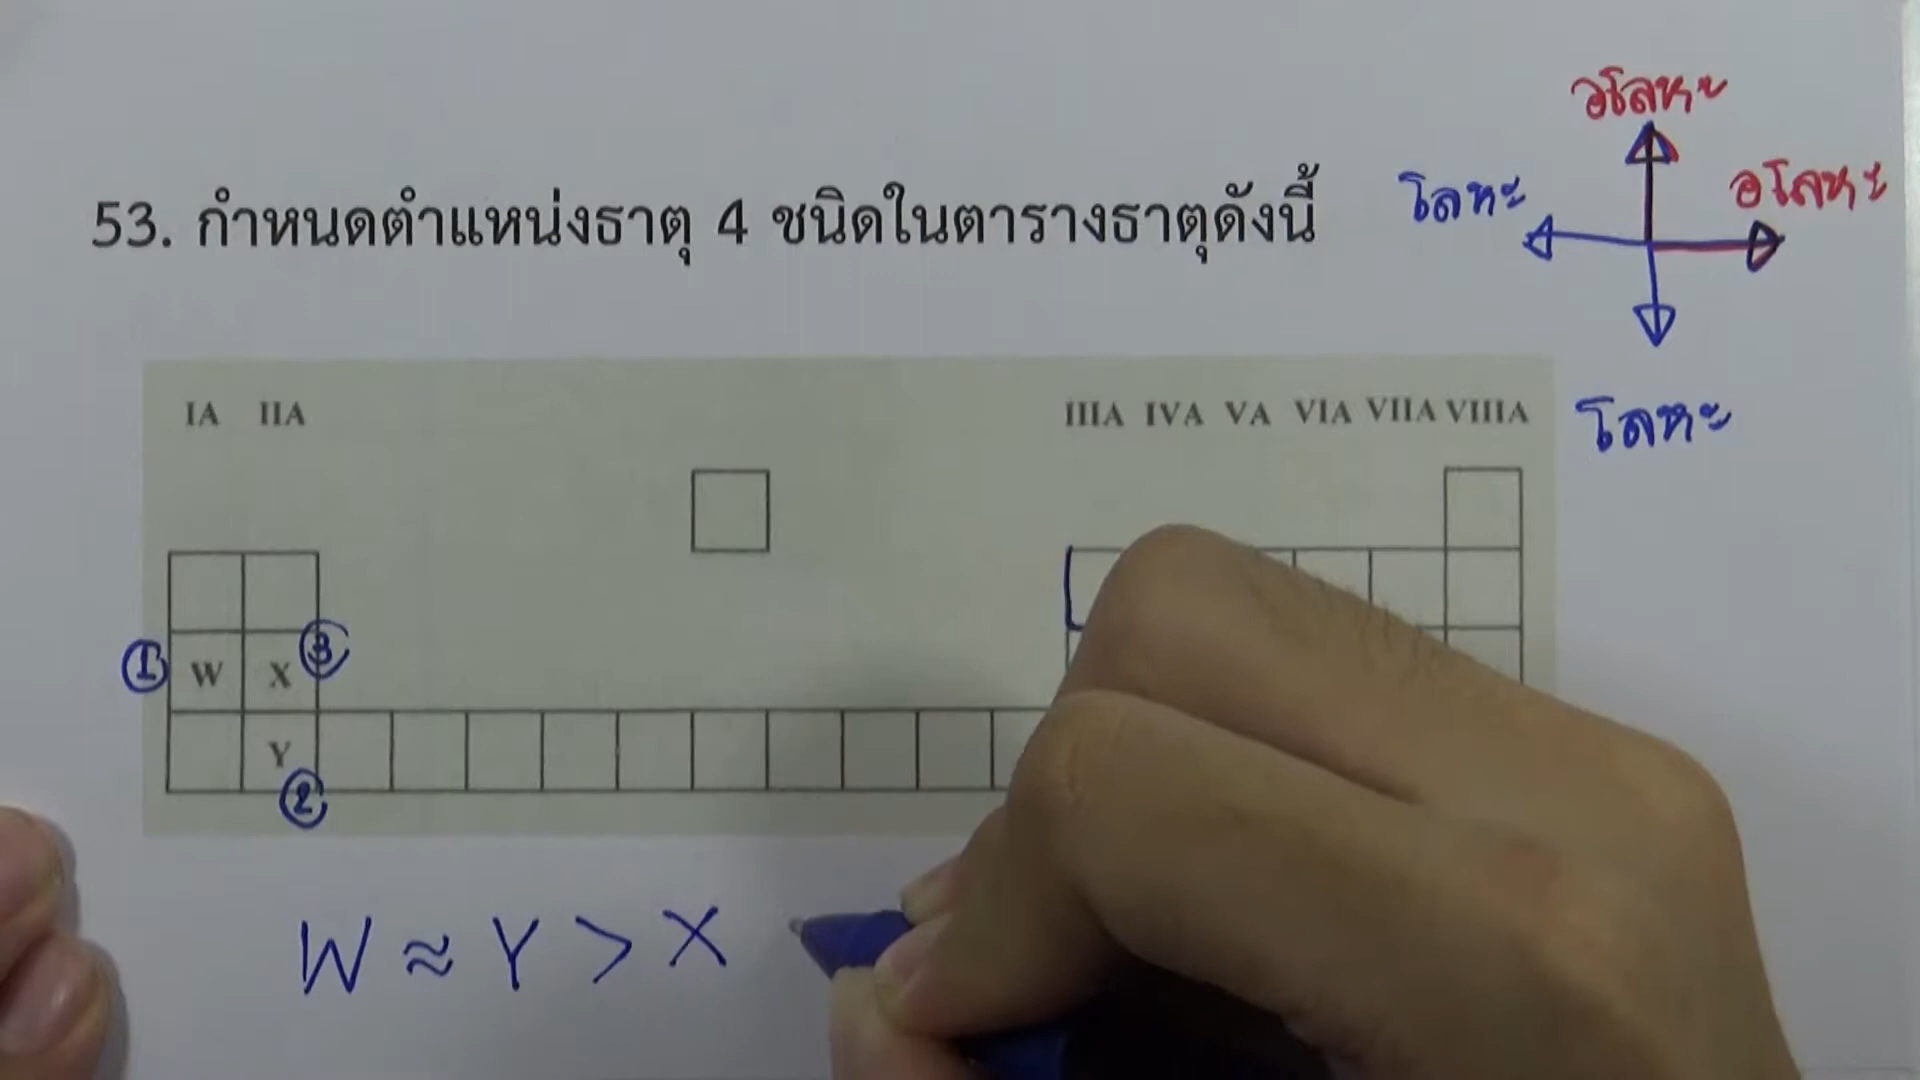 อโลหะ
โลหะ อโลหะ
53. กำหนดตำแหน่งธาตุ 4 ชนิดในตารางธาตุดังนี้
IA IIA IIIA IVA VA VIA VIIA VIIIA
โลหะ
1 W X 3
Y
2
W ≈ Y > X